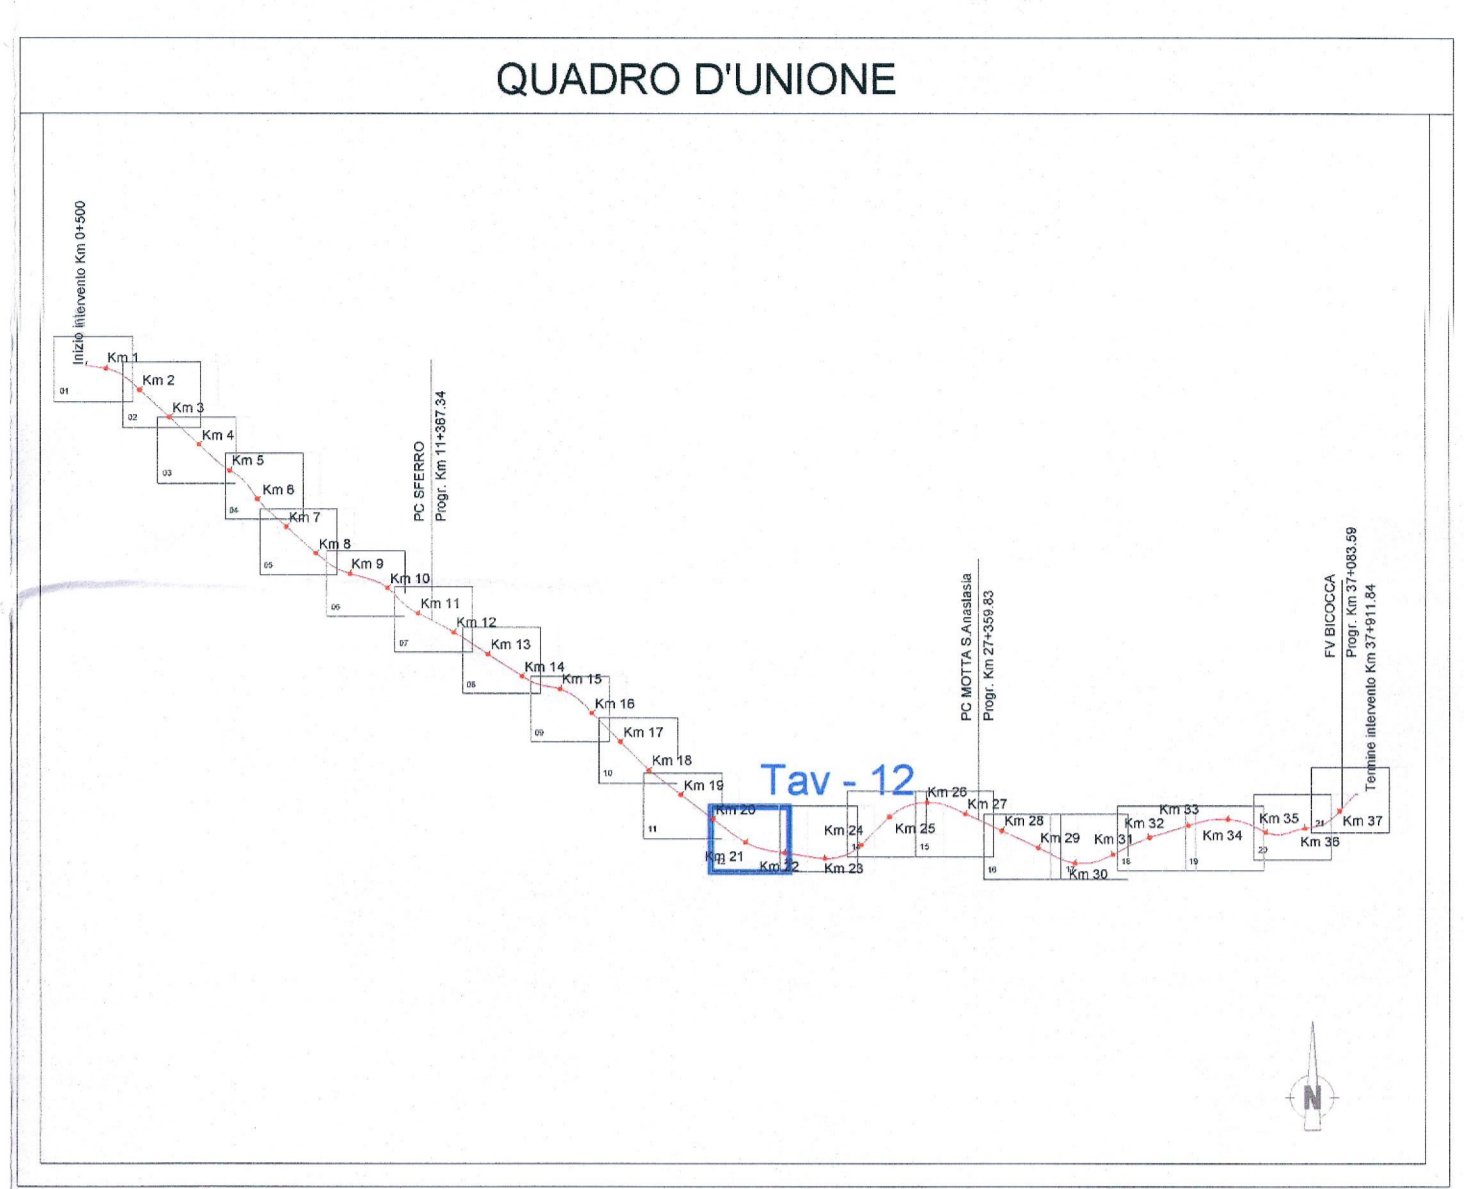 QUADRO D'UNIONE
Inizio intervento Km 0+500
Km 1
01
Km 2
02
Km 3
Km 4
03
Km 5
Km 6
04
Km 7
Km 8
05
Km 9
Km 10
06
PC SFERRO
Progr. Km 11+367.34
Km 11
07
Km 12
Km 13
08
Km 14
Km 15
09
Km 16
Km 17
10
Km 18
Km 19
11
Tav - 12
Km 20
Km 21
Km 22
Km 23
Km 24
14
Km 25
15
Km 26
PC MOTTA S.Anastasia
Progr. Km 27+359.83
Km 27
Km 28
16
Km 29
17
Km 30
Km 31
18
Km 32
Km 33
19
Km 34
Km 35
20
Km 36
21
Km 37
FV BICOCCA
Progr. Km 37+083.59
Termine intervento Km 37+911.84
N